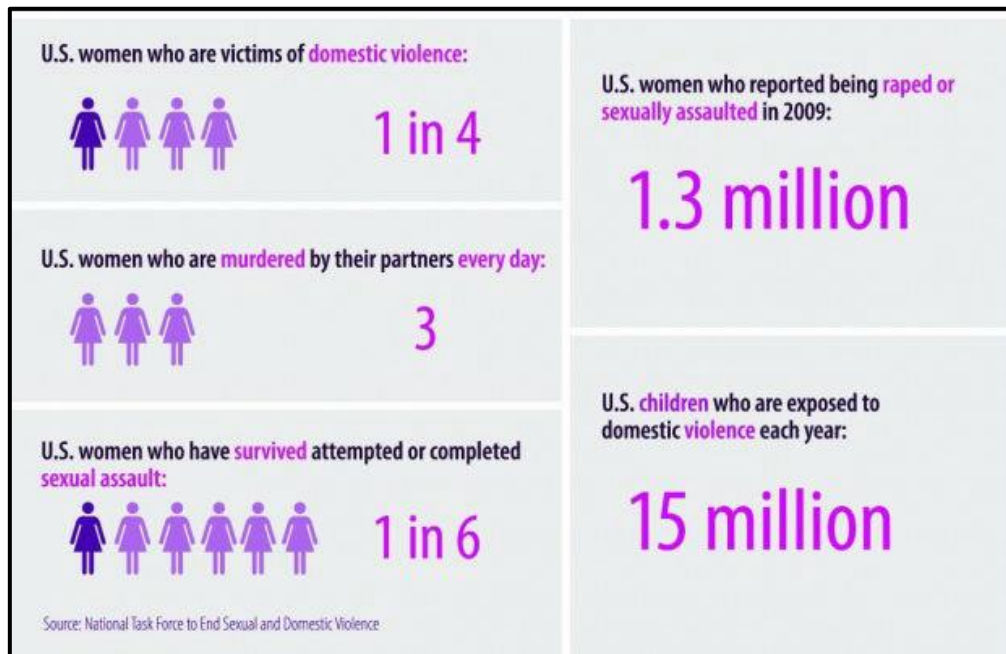 U.S. women who are victims of domestic violence:
1 in 4
U.S. women who are murdered by their partners every day:
3
U.S. women who have survived attempted or completed
sexual assault:
1 in 6
Source: National Task Force to End Sexual and Domestic Violence
U.S. women who reported being raped or
sexually assaulted in 2009:
1.3 million
U.S. children who are exposed to
domestic violence each year:
15 million